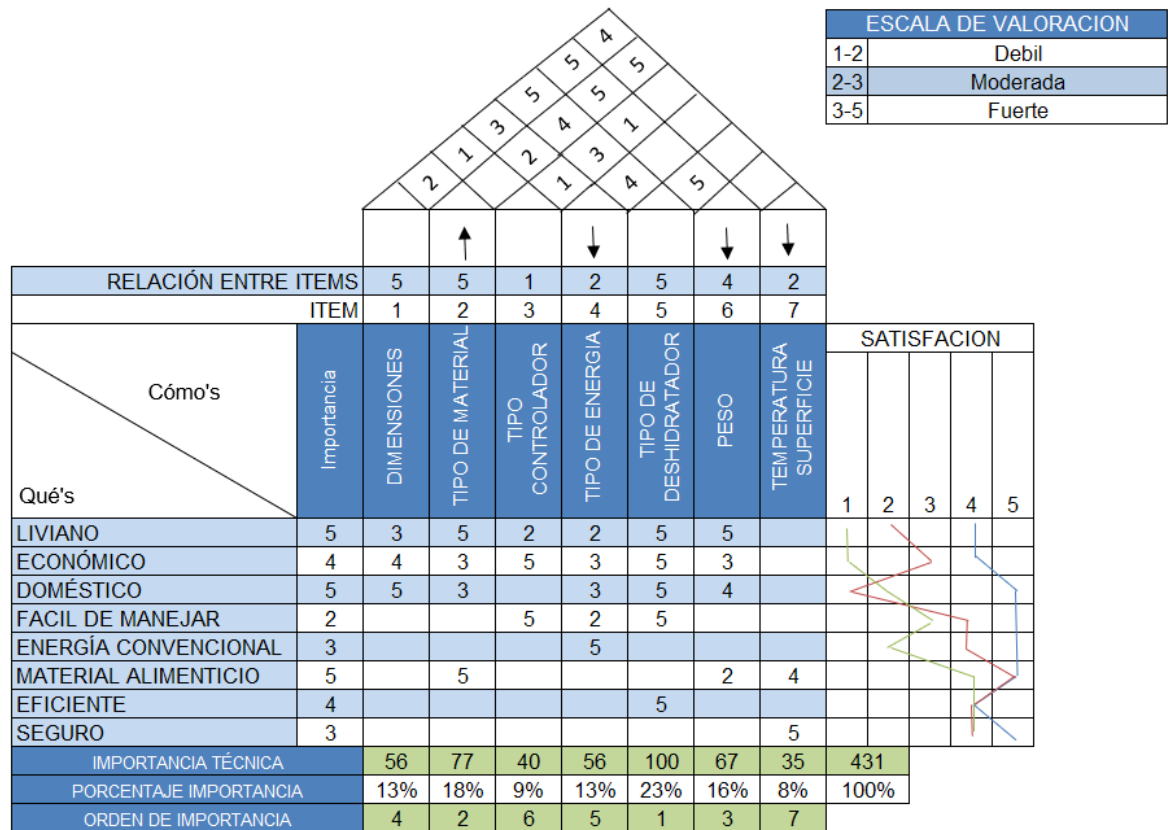 ESCALA DE VALORACION
1-2 Debil
2-3 Moderada
3-5 Fuerte
4
5 5
5 5
3 4 1
1 2 3
2 1 4 5
RELACIÓN ENTRE ITEMS 5 5 1 2 5 4 2
ITEM 1 2 3 4 5 6 7
Cómo's
Qué's
Importancia
DIMENSIONES
TIPO DE MATERIAL
TIPO
CONTROLADOR
TIPO DE ENERGIA
TIPO DE
DESHIDRATADOR
PESO
TEMPERATURA
SUPERFICIE
SATISFACION
1 2 3 4 5
LIVIANO 5 3 5 2 2 5 5
ECONÓMICO 4 4 3 5 3 5 3
DOMÉSTICO 5 5 3 3 5 4
FACIL DE MANEJAR 2 5 2 5
ENERGÍA CONVENCIONAL 3 5
MATERIAL ALIMENTICIO 5 5 2 4
EFICIENTE 4 5
SEGURO 3 5
IMPORTANCIA TÉCNICA 56 77 40 56 100 67 35 431
PORCENTAJE IMPORTANCIA 13% 18% 9% 13% 23% 16% 8% 100%
ORDEN DE IMPORTANCIA 4 2 6 5 1 3 7